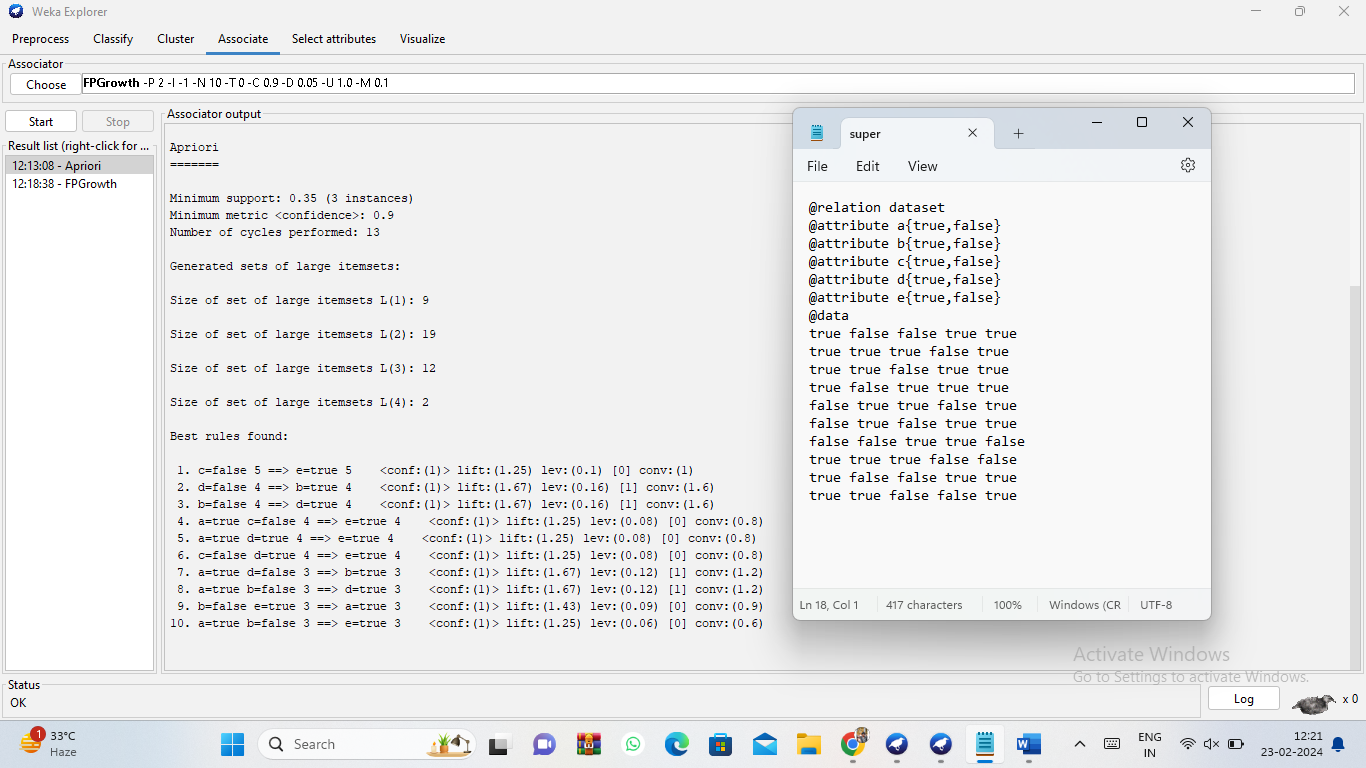 Weka Explorer
Preprocess Classify Cluster Associate Select attributes Visualize
Associator
Choose FPGrowth -P 2 -I -1 -N 10 -T 0 -C 0.9 -D 0.05 -U 1.0 -M 0.1
Start Stop
Result list (right-click for ...
12:13:08 - Apriori
12:18:38 - FPGrowth
Associator output
Apriori
=======
Minimum support: 0.35 (3 instances)
Minimum metric <confidence>: 0.9
Number of cycles performed: 13
Generated sets of large itemsets:
Size of set of large itemsets L(1): 9
Size of set of large itemsets L(2): 19
Size of set of large itemsets L(3): 12
Size of set of large itemsets L(4): 2
Best rules found:
1. c=false 5 ==> e=true 5 <conf:(1)> lift:(1.25) lev:(0.1) [0] conv:(1)
2. d=false 4 ==> b=true 4 <conf:(1)> lift:(1.67) lev:(0.16) [1] conv:(1.6)
3. b=false 4 ==> d=true 4 <conf:(1)> lift:(1.67) lev:(0.16) [1] conv:(1.6)
4. a=true c=false 4 ==> e=true 4 <conf:(1)> lift:(1.25) lev:(0.08) [0] conv:(0.8)
5. a=true d=true 4 ==> e=true 4 <conf:(1)> lift:(1.25) lev:(0.08) [0] conv:(0.8)
6. c=false d=true 4 ==> e=true 4 <conf:(1)> lift:(1.25) lev:(0.08) [0] conv:(0.8)
7. a=true d=false 3 ==> b=true 3 <conf:(1)> lift:(1.67) lev:(0.12) [1] conv:(1.2)
8. a=true b=false 3 ==> d=true 3 <conf:(1)> lift:(1.67) lev:(0.12) [1] conv:(1.2)
9. b=false e=true 3 ==> a=true 3 <conf:(1)> lift:(1.43) lev:(0.09) [0] conv:(0.9)
10. a=true b=false 3 ==> e=true 3 <conf:(1)> lift:(1.25) lev:(0.06) [0] conv:(0.6)
super
File Edit View
@relation dataset
@attribute a{true,false}
@attribute b{true,false}
@attribute c{true,false}
@attribute d{true,false}
@attribute e{true,false}
@data
true false false true true
true true true false true
true true false true true
true false true true true
false true true false true
false true false true true
false false true true false
true true true false false
true false false true true
true true false false true
Ln 18, Col 1 417 characters 100% Windows (CR UTF-8
Activate Windows
Go to Settings to activate Windows.
Status
OK
Log x 0
1
33°C
Haze
Search
ENG
IN
12:21
23-02-2024